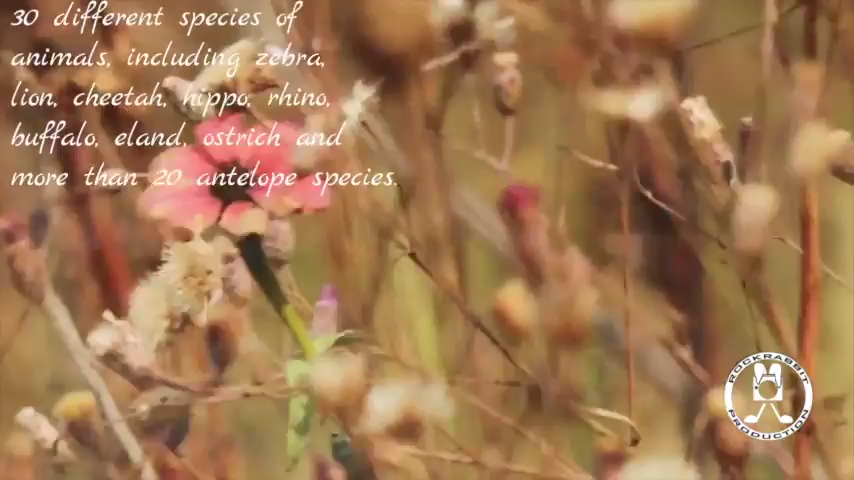 30 different species of
animals, including zebra,
lion, cheetah, hippo, rhino,
buffalo, eland, ostrich and
more than 20 antelope species.
ROCKRABBIT
PRODUCTION